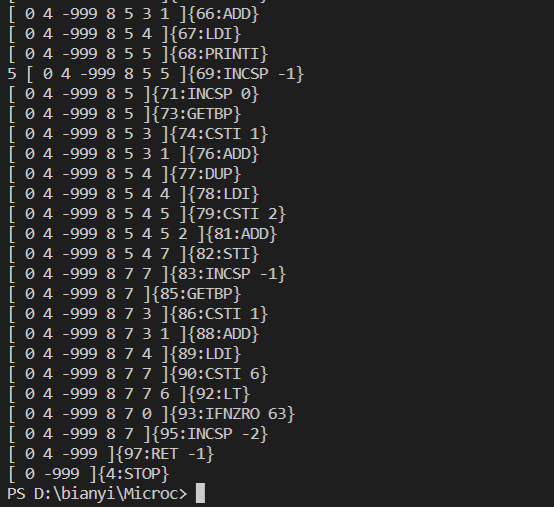 [ 0 4 -999 8 5 3 1 ]{66:ADD}
[ 0 4 -999 8 5 4 ]{67:LDI}
[ 0 4 -999 8 5 5 ]{68:PRINTI}
5 [ 0 4 -999 8 5 5 ]{69:INCSP -1}
[ 0 4 -999 8 5 ]{71:INCSP 0}
[ 0 4 -999 8 5 ]{73:GETBP}
[ 0 4 -999 8 5 3 ]{74:CSTI 1}
[ 0 4 -999 8 5 3 1 ]{76:ADD}
[ 0 4 -999 8 5 4 ]{77:DUP}
[ 0 4 -999 8 5 4 4 ]{78:LDI}
[ 0 4 -999 8 5 4 5 ]{79:CSTI 2}
[ 0 4 -999 8 5 4 5 2 ]{81:ADD}
[ 0 4 -999 8 5 4 7 ]{82:STI}
[ 0 4 -999 8 7 7 ]{83:INCSP -1}
[ 0 4 -999 8 7 ]{85:GETBP}
[ 0 4 -999 8 7 3 ]{86:CSTI 1}
[ 0 4 -999 8 7 3 1 ]{88:ADD}
[ 0 4 -999 8 7 4 ]{89:LDI}
[ 0 4 -999 8 7 7 ]{90:CSTI 6}
[ 0 4 -999 8 7 7 6 ]{92:LT}
[ 0 4 -999 8 7 0 ]{93:IFNZRO 63}
[ 0 4 -999 8 7 ]{95:INCSP -2}
[ 0 4 -999 ]{97:RET -1}
[ 0 -999 ]{4:STOP}
PS D:\bianyi\Microc>